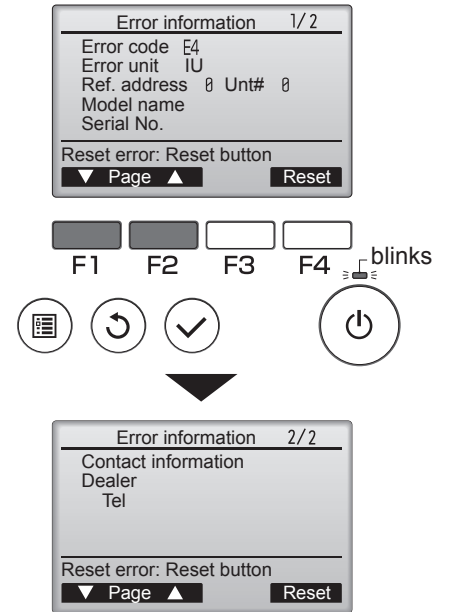 Error information 1/2
Error code E4
Error unit IU
Ref. address 0 Unt# 0
Model name
Serial No.
Reset error: Reset button
▼ Page ▲ Reset
F1 F2 F3 F4 blinks
Error information 2/2
Contact information
Dealer
Tel
Reset error: Reset button
▼ Page ▲ Reset